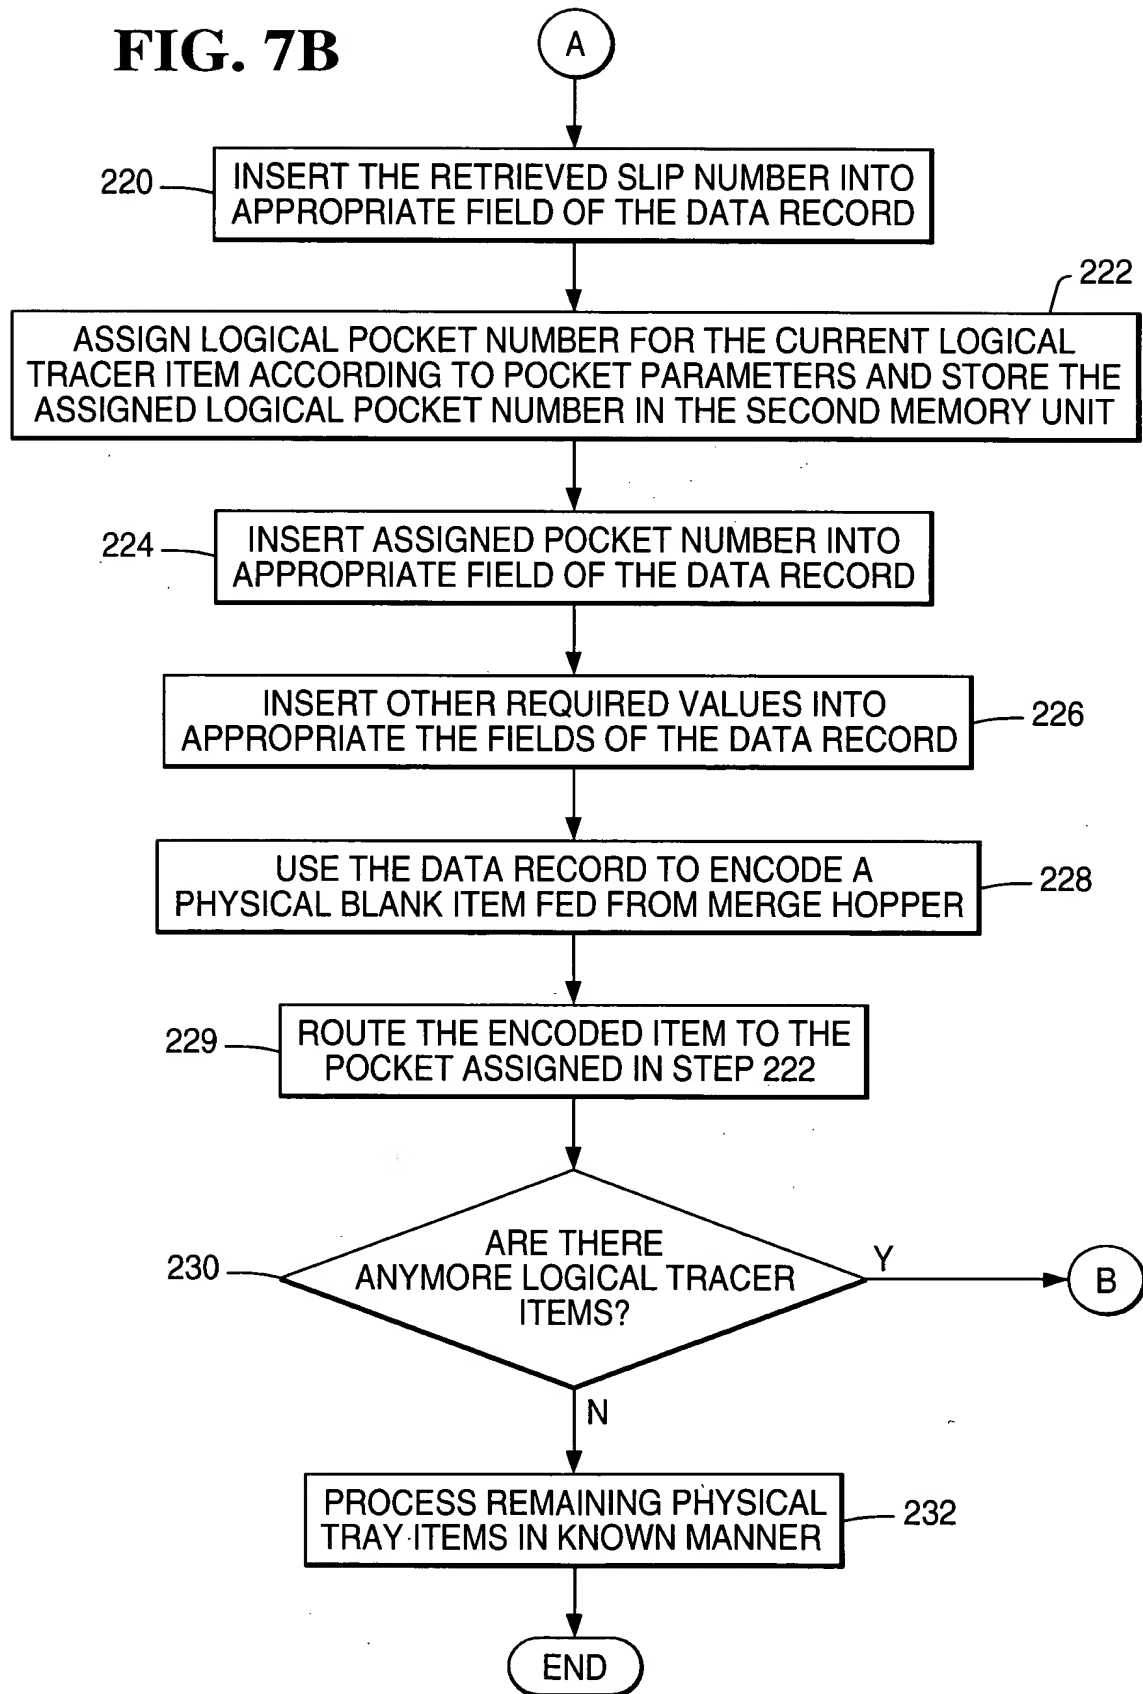 FIG. 7B
A
220
INSERT THE RETRIEVED SLIP NUMBER INTO
APPROPRIATE FIELD OF THE DATA RECORD
222
ASSIGN LOGICAL POCKET NUMBER FOR THE CURRENT LOGICAL
TRACER ITEM ACCORDING TO POCKET PARAMETERS AND STORE THE
ASSIGNED LOGICAL POCKET NUMBER IN THE SECOND MEMORY UNIT
224
INSERT ASSIGNED POCKET NUMBER INTO
APPROPRIATE FIELD OF THE DATA RECORD
INSERT OTHER REQUIRED VALUES INTO
APPROPRIATE THE FIELDS OF THE DATA RECORD
226
USE THE DATA RECORD TO ENCODE A
PHYSICAL BLANK ITEM FED FROM MERGE HOPPER
228
229
ROUTE THE ENCODED ITEM TO THE
POCKET ASSIGNED IN STEP 222
230
ARE THERE
ANYMORE LOGICAL TRACER
ITEMS?
Y
B
N
PROCESS REMAINING PHYSICAL
TRAY ITEMS IN KNOWN MANNER
232
END